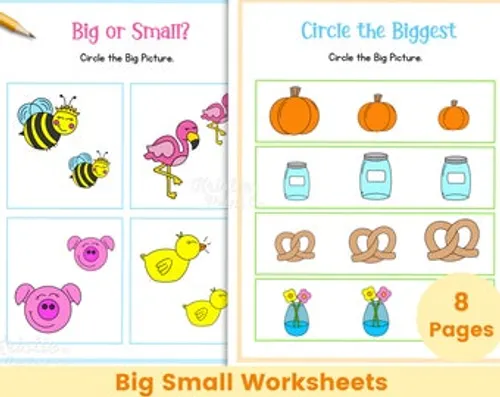 Big or Small?
Circle the Big Picture.
Circle the Biggest
Circle the Big Picture.
8
Pages
Big Small Worksheets